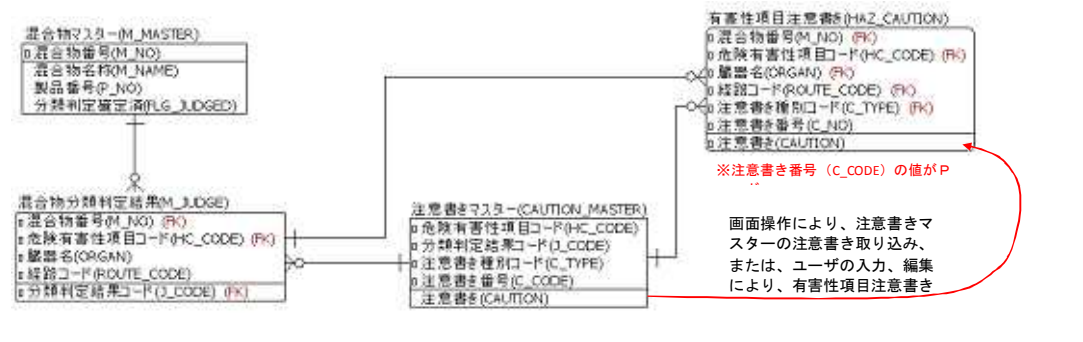 混合物マスター(M_MASTER)
混合物番号(M_NO)
混合物名称(M_NAME)
製品番号(P_NO)
分類判定確定済(FLG_JUDGED)
有害性項目注意書き(HAZ_CAUTION)
混合物番号(M_NO) (FK)
危険有害性項目コード(HC_CODE) (FK)
臓器名(ORGAN) (FK)
経路コード(ROUTE_CODE) (FK)
注意書き種別コード(C_TYPE) (FK)
注意書き番号(C_NO)
注意書き(CAUTION)
※注意書き番号（C_CODE）の値がＰ
混合物分類判定結果(M_JUDGE)
混合物番号(M_NO) (FK)
危険有害性項目コード(HC_CODE) (FK)
臓器名(ORGAN)
経路コード(ROUTE_CODE)
分類判定結果コード(J_CODE) (FK)
注意書きマスター(CAUTION_MASTER)
危険有害性項目コード(HC_CODE)
分類判定結果コード(J_CODE)
注意書き種別コード(C_TYPE)
注意書き番号(C_CODE)
注意書き(CAUTION)
画面操作により、注意書きマ
スターの注意書き取り込み、
または、ユーザの入力、編集
により、有害性項目注意書き